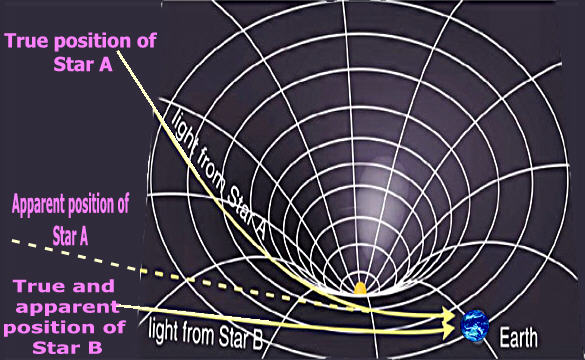 True position of
Star A
light from Star A
Apparent position of
Star A
True and
apparent
position of
Star B
light from Star B
Earth